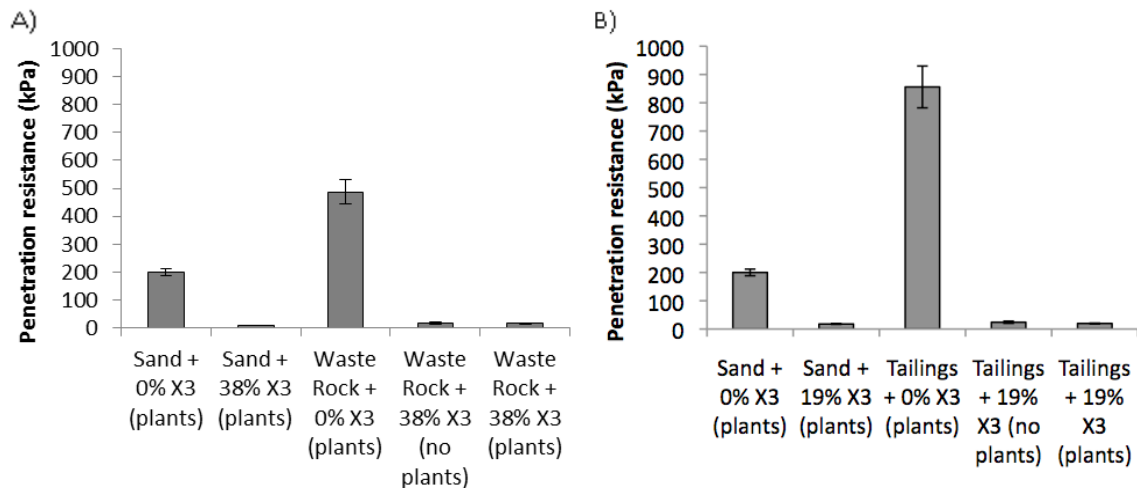 A)
Penetration resistance (kPa)
1000
900
800
700
600
500
400
300
200
100
0
Sand +
0% X3
(plants)
Sand +
38% X3
(plants)
Waste
Rock +
0% X3
(plants)
Waste
Rock +
38% X3
(no
plants)
Waste
Rock +
38% X3
(plants)
B)
Penetration resistance (kPa)
1000
900
800
700
600
500
400
300
200
100
0
Sand +
0% X3
(plants)
Sand +
19% X3
(plants)
Tailings
+ 0% X3
(plants)
Tailings
+ 19%
X3 (no
plants)
Tailings
+ 19%
X3
(plants)